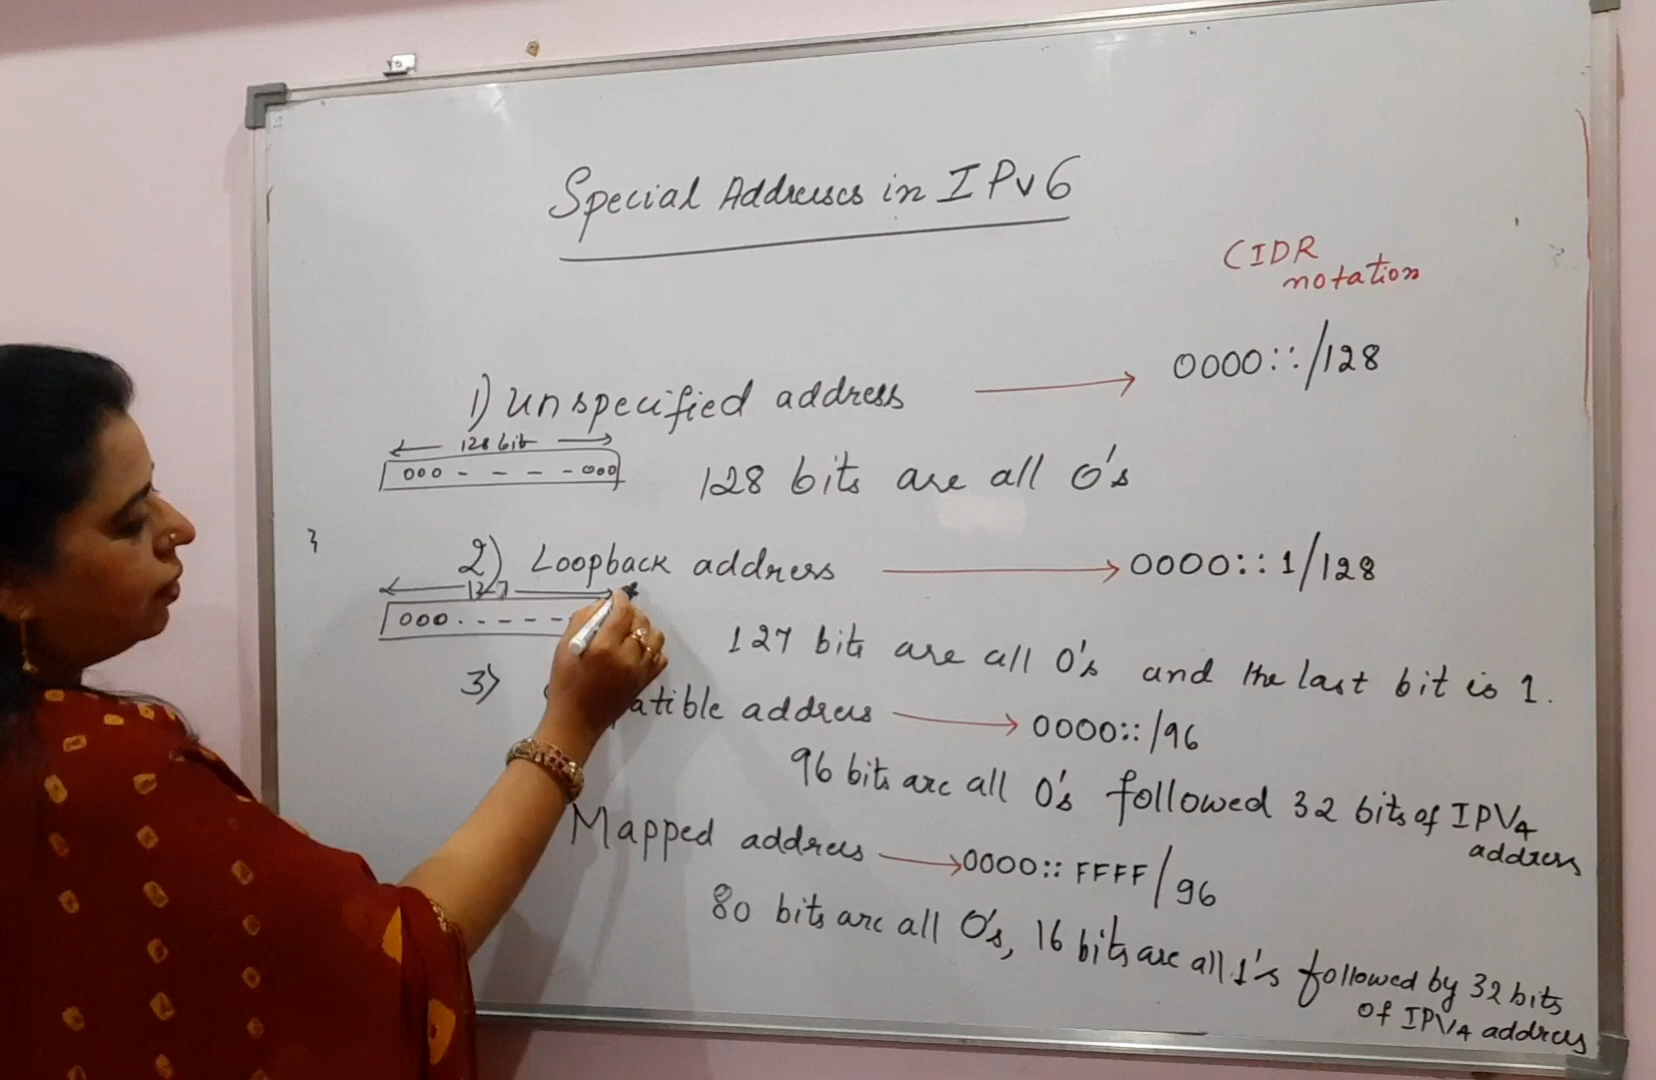 Special Addresses in IPv6
CIDR
notation
1) Unspecified address → 0000::/128
← 128 bit →
000 - - - - 000
128 bits are all 0's
2) Loopback address → 0000::1/128
← 127 →
000 . - - - -
127 bits are all 0's and the last bit is 1.
3) patible address → 0000::/96
96 bits are all 0's followed 32 bits of IPV4
address
Mapped address → 0000::FFFF/96
80 bits are all 0's, 16 bits are all 1's followed by 32 bits
of IPV4 address